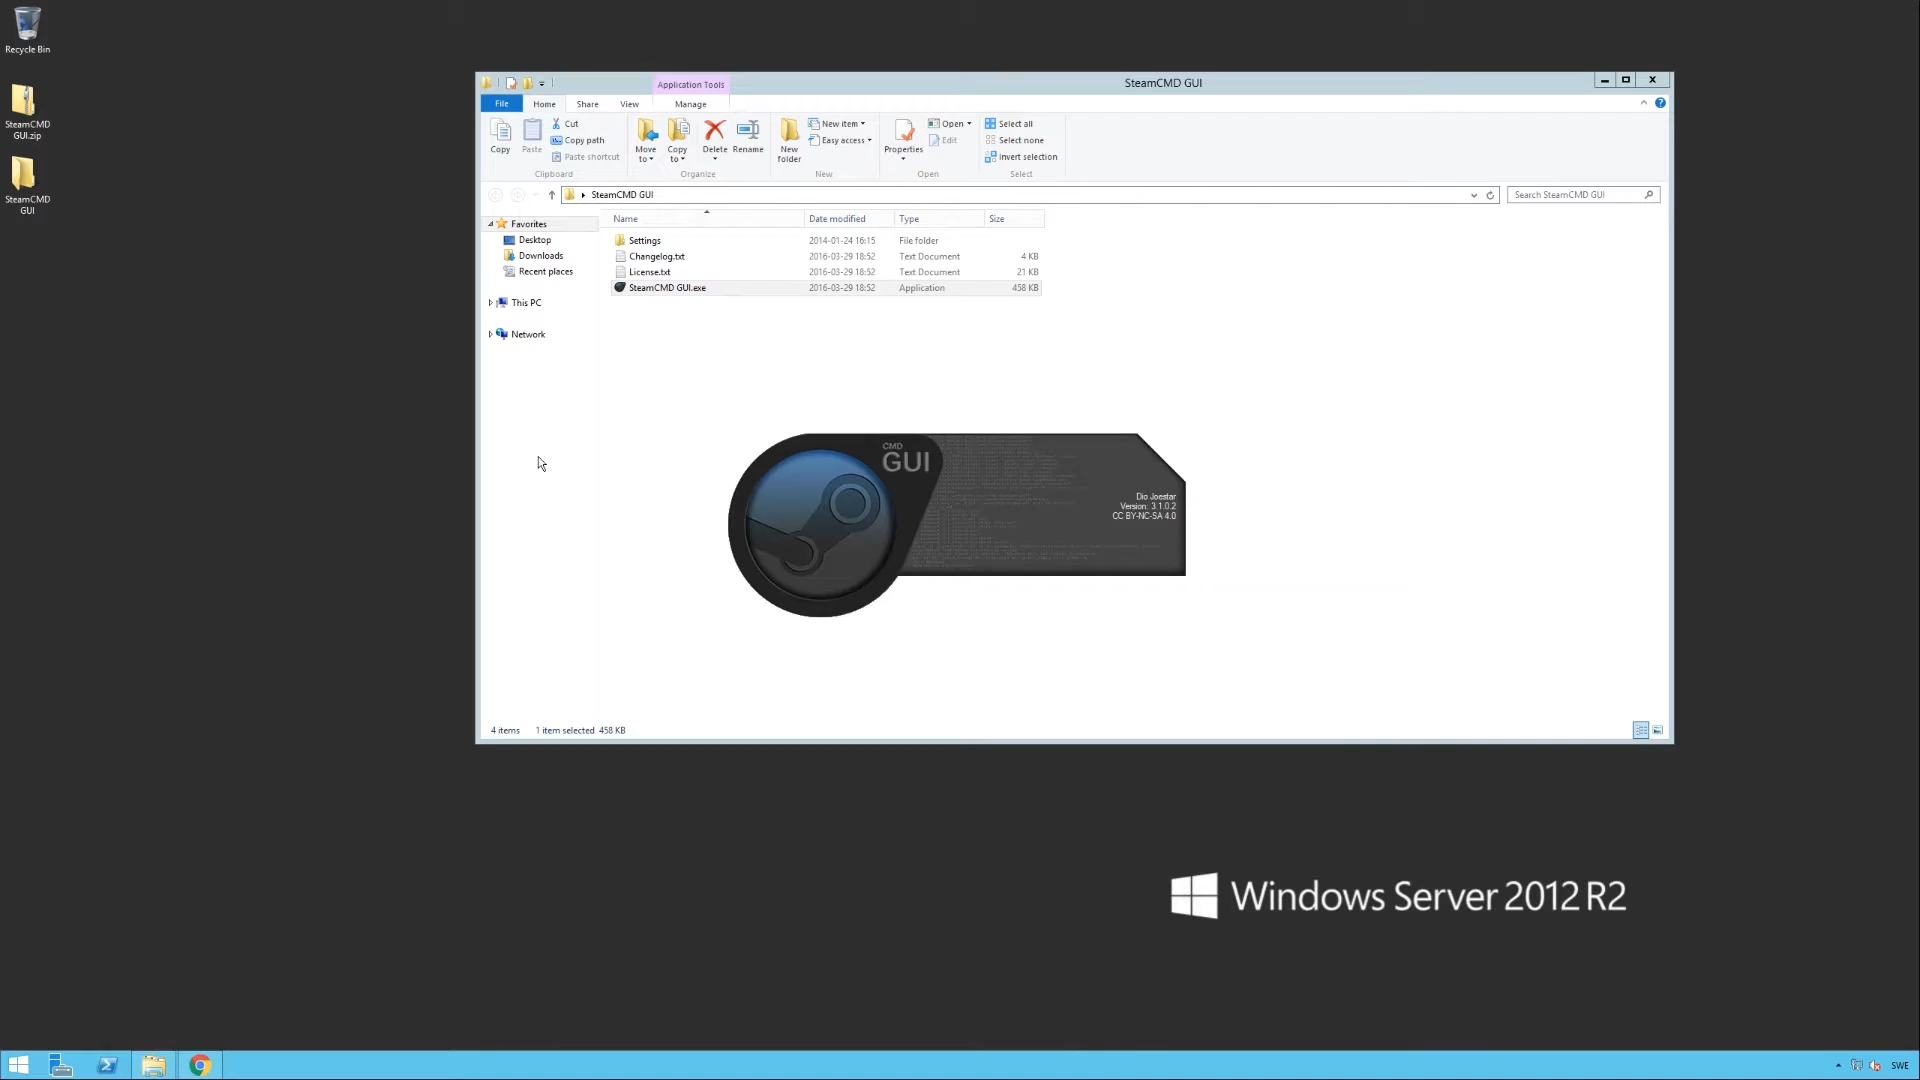 Recycle Bin
SteamCMD
GUI.zip
SteamCMD
GUI
Application Tools
SteamCMD GUI
File
Home
Share
View
Manage
Copy
Paste
Cut
Copy path
Paste shortcut
Clipboard
Move
to
Copy
to
Delete
Rename
Organize
New
folder
New item
Easy access
New
Properties
Open
Edit
Open
Select all
Select none
Invert selection
Select
SteamCMD GUI
Search SteamCMD GUI
Favorites
Desktop
Downloads
Recent places
This PC
Network
Name Date modified Type Size
Settings 2014-01-24 16:15 File folder
Changelog.txt 2016-03-29 18:52 Text Document 4 KB
License.txt 2016-03-29 18:52 Text Document 21 KB
SteamCMD GUI.exe 2016-03-29 18:52 Application 458 KB
CMD
GUI
Dio Joestar
Version: 3.1.0.2
CC BY-NC-SA 4.0
4 items 1 item selected 458 KB
Windows Server 2012 R2
SWE